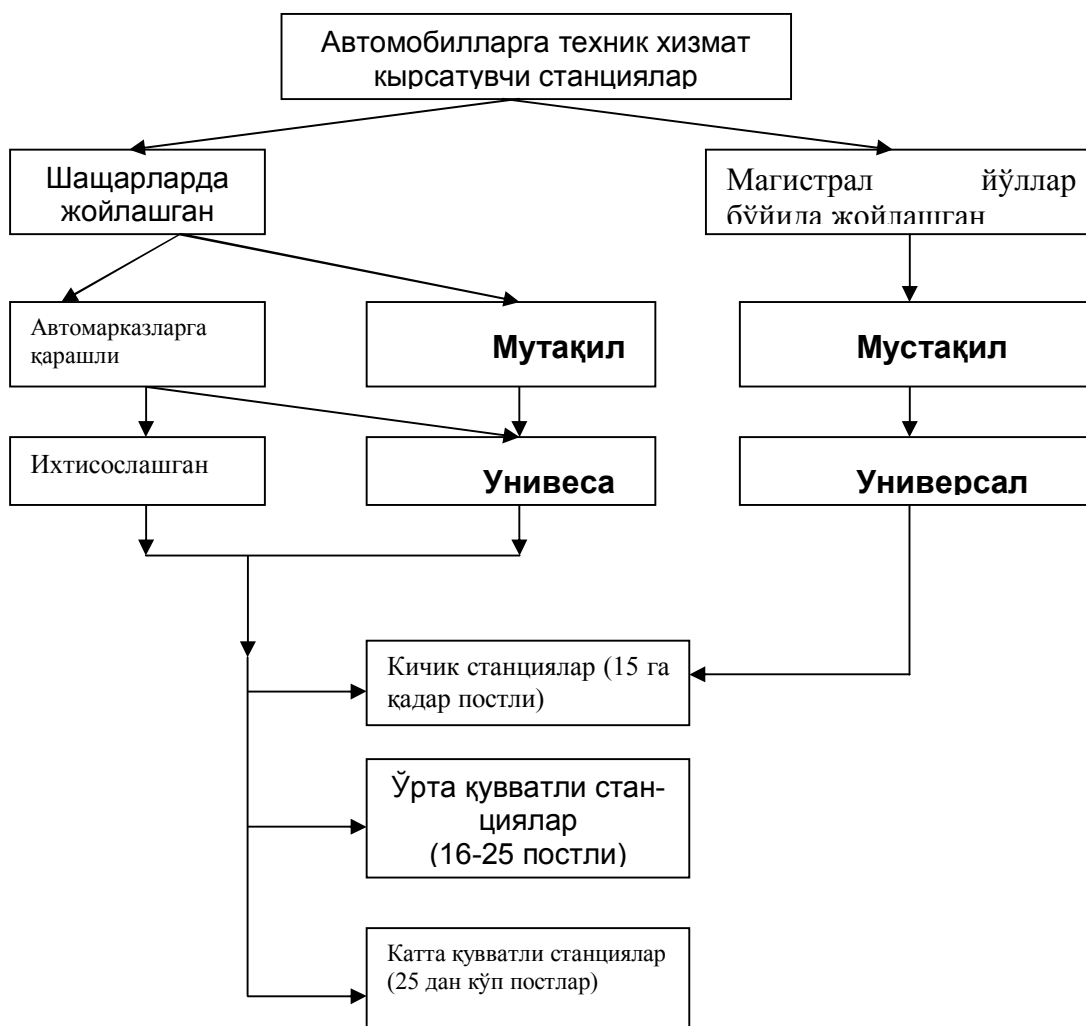 Автомобилларга техник хизмат
кырсатувчи станциялар
Шащарларда
жойлашган
Магистрал йўллар
бўйида жойлашган
Автомарказларга
қарашли
Мутақил
Мустақил
Ихтисослашган
Универса
Универсал
Кичик станциялар (15 га
қадар постли)
Ўрта қувватли стан-
циялар
(16-25 постли)
Катта қувватли станциялар
(25 дан кўп постлар)